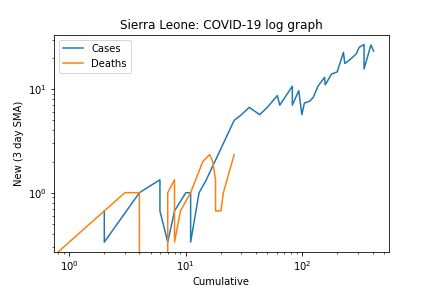 Sierra Leone: COVID-19 log graph
Cases
Deaths
New (3 day SMA)
10¹
10⁰
10⁰ 10¹ 10²
Cumulative